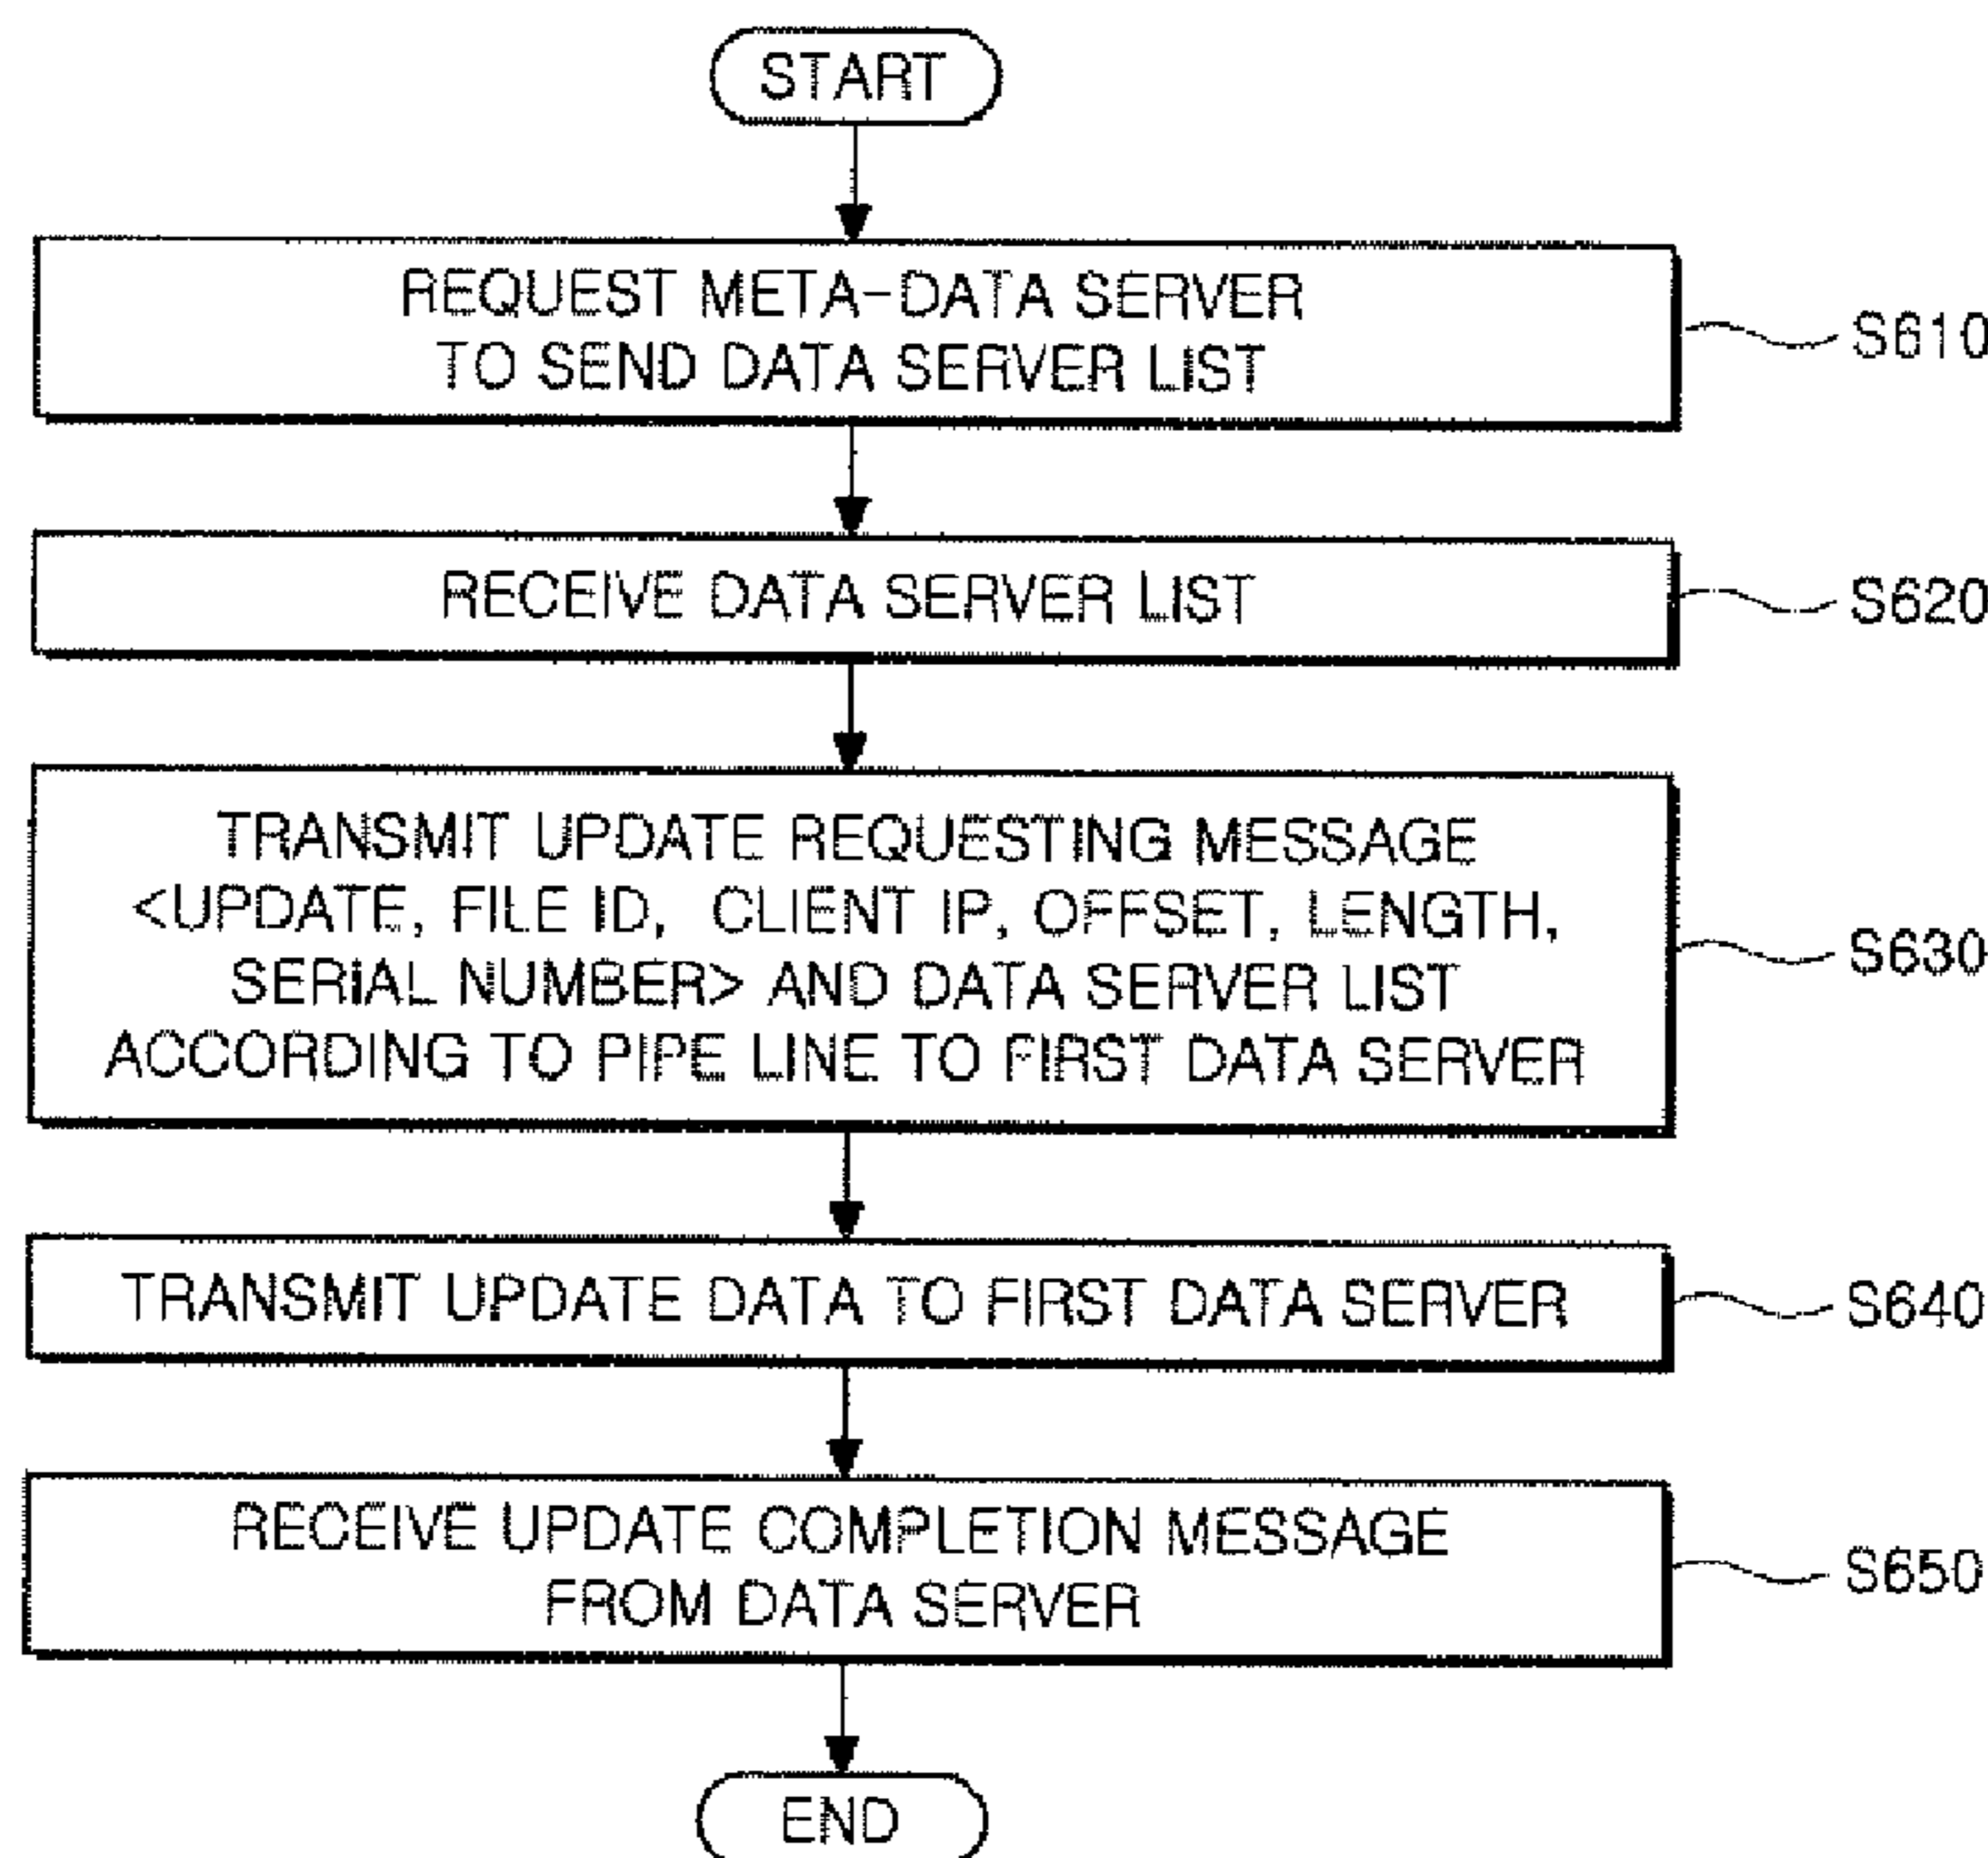 START
REQUEST META-DATA SERVER
TO SEND DATA SERVER LIST
S610
RECEIVE DATA SERVER LIST
S620
TRANSMIT UPDATE REQUESTING MESSAGE
<UPDATE, FILE ID, CLIENT IP, OFFSET, LENGTH,
SERIAL NUMBER> AND DATA SERVER LIST
ACCORDING TO PIPE LINE TO FIRST DATA SERVER
S630
TRANSMIT UPDATE DATA TO FIRST DATA SERVER
S640
RECEIVE UPDATE COMPLETION MESSAGE
FROM DATA SERVER
S650
END